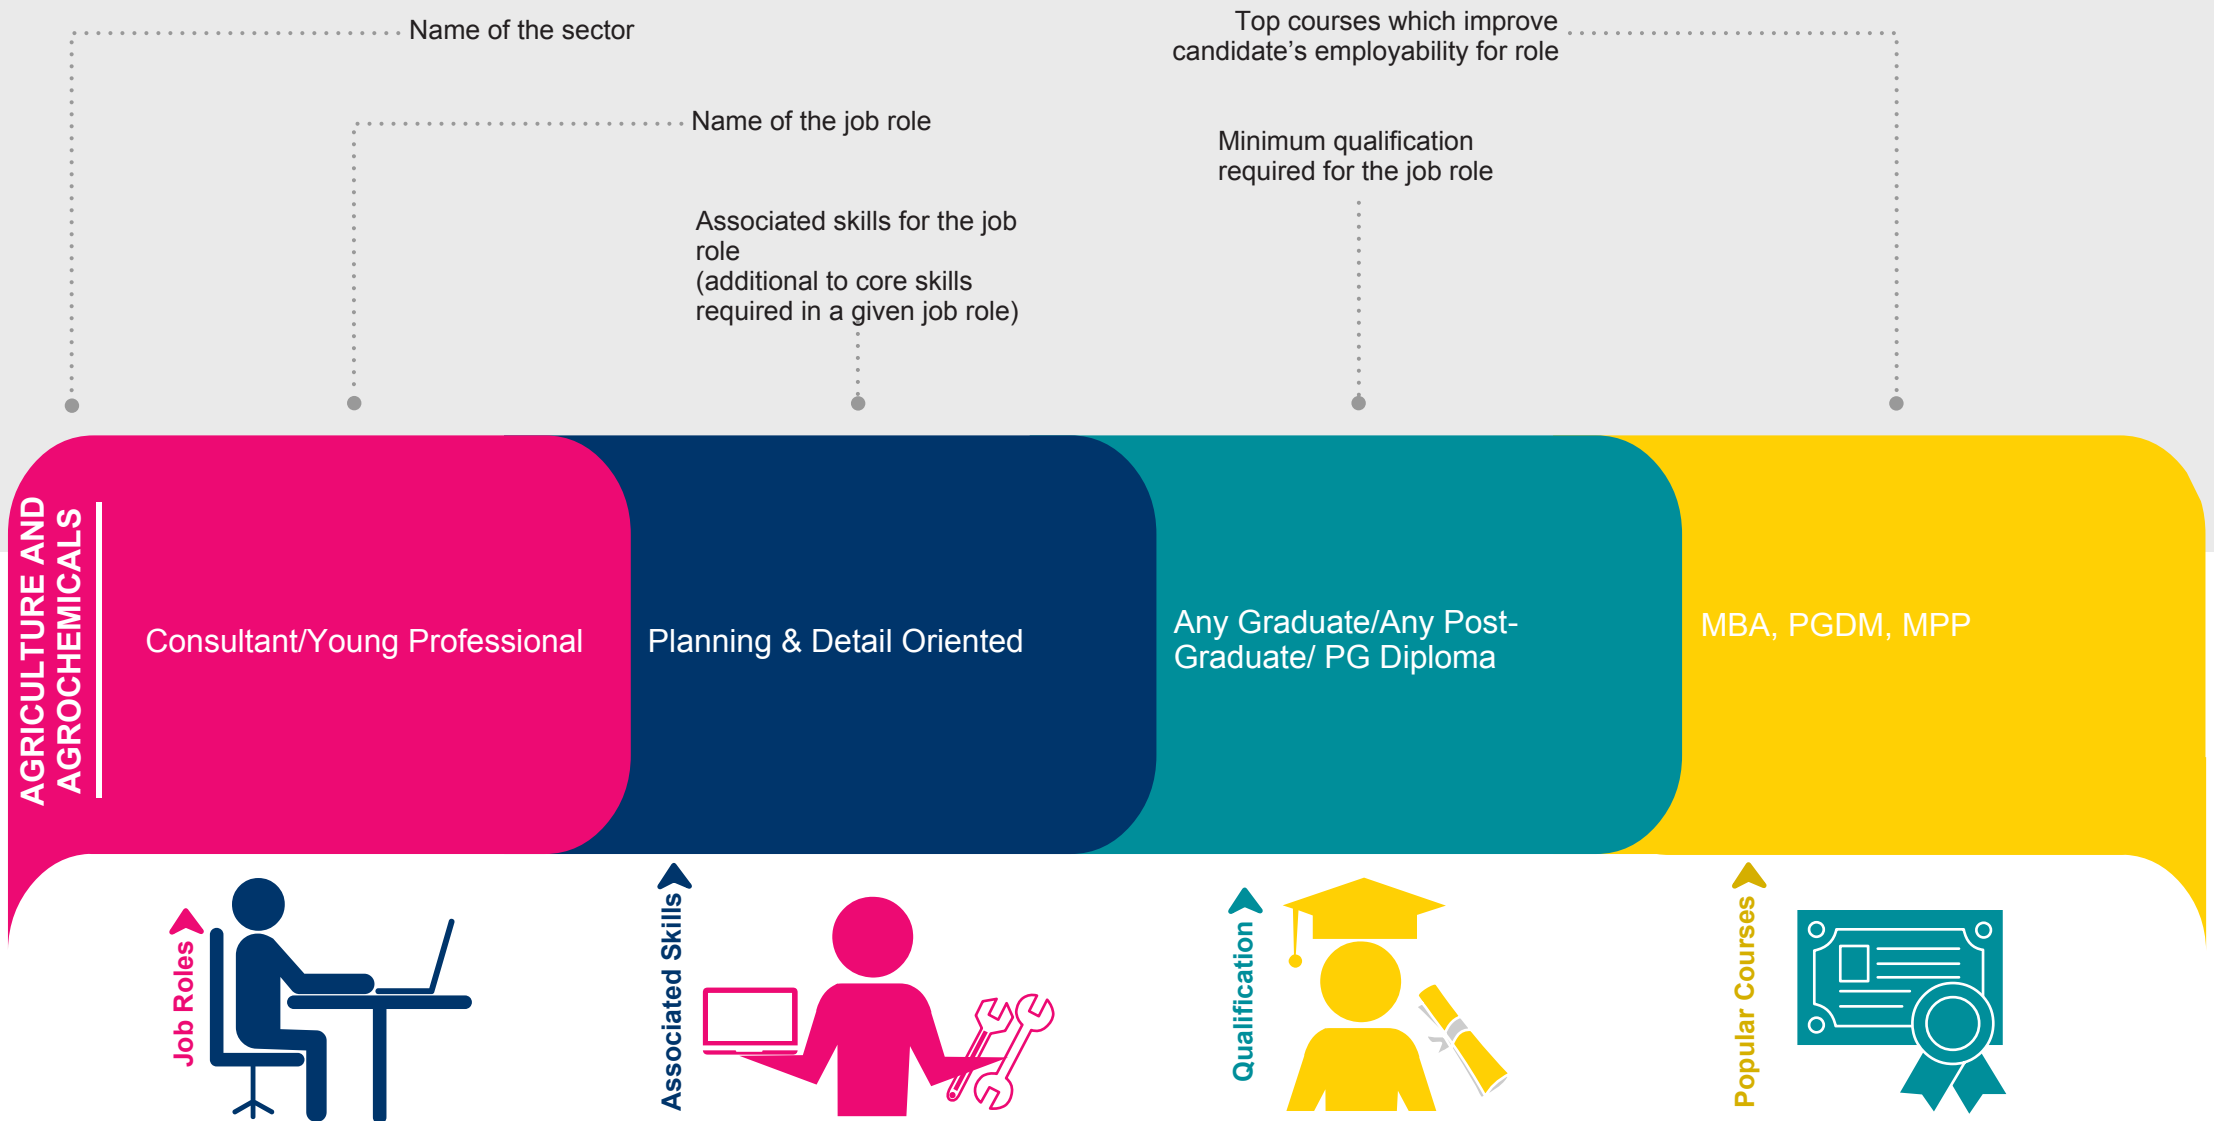 Name of the sector
Top courses which improve
candidate’s employability for role
Name of the job role
Minimum qualification
required for the job role
Associated skills for the job
role
(additional to core skills
required in a given job role)
AGRICULTURE AND
AGROCHEMICALS
Consultant/Young Professional
Planning & Detail Oriented
Any Graduate/Any Post-
Graduate/ PG Diploma
MBA, PGDM, MPP
Job Roles
Associated Skills
Qualification
Popular Courses